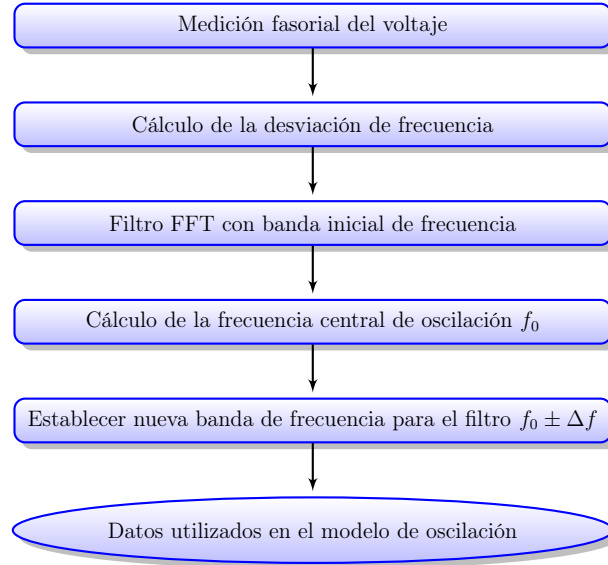 Medición fasorial del voltaje
Cálculo de la desviación de frecuencia
Filtro FFT con banda inicial de frecuencia
Cálculo de la frecuencia central de oscilación f₀
Establecer nueva banda de frecuencia para el filtro f₀ ± Δf
Datos utilizados en el modelo de oscilación